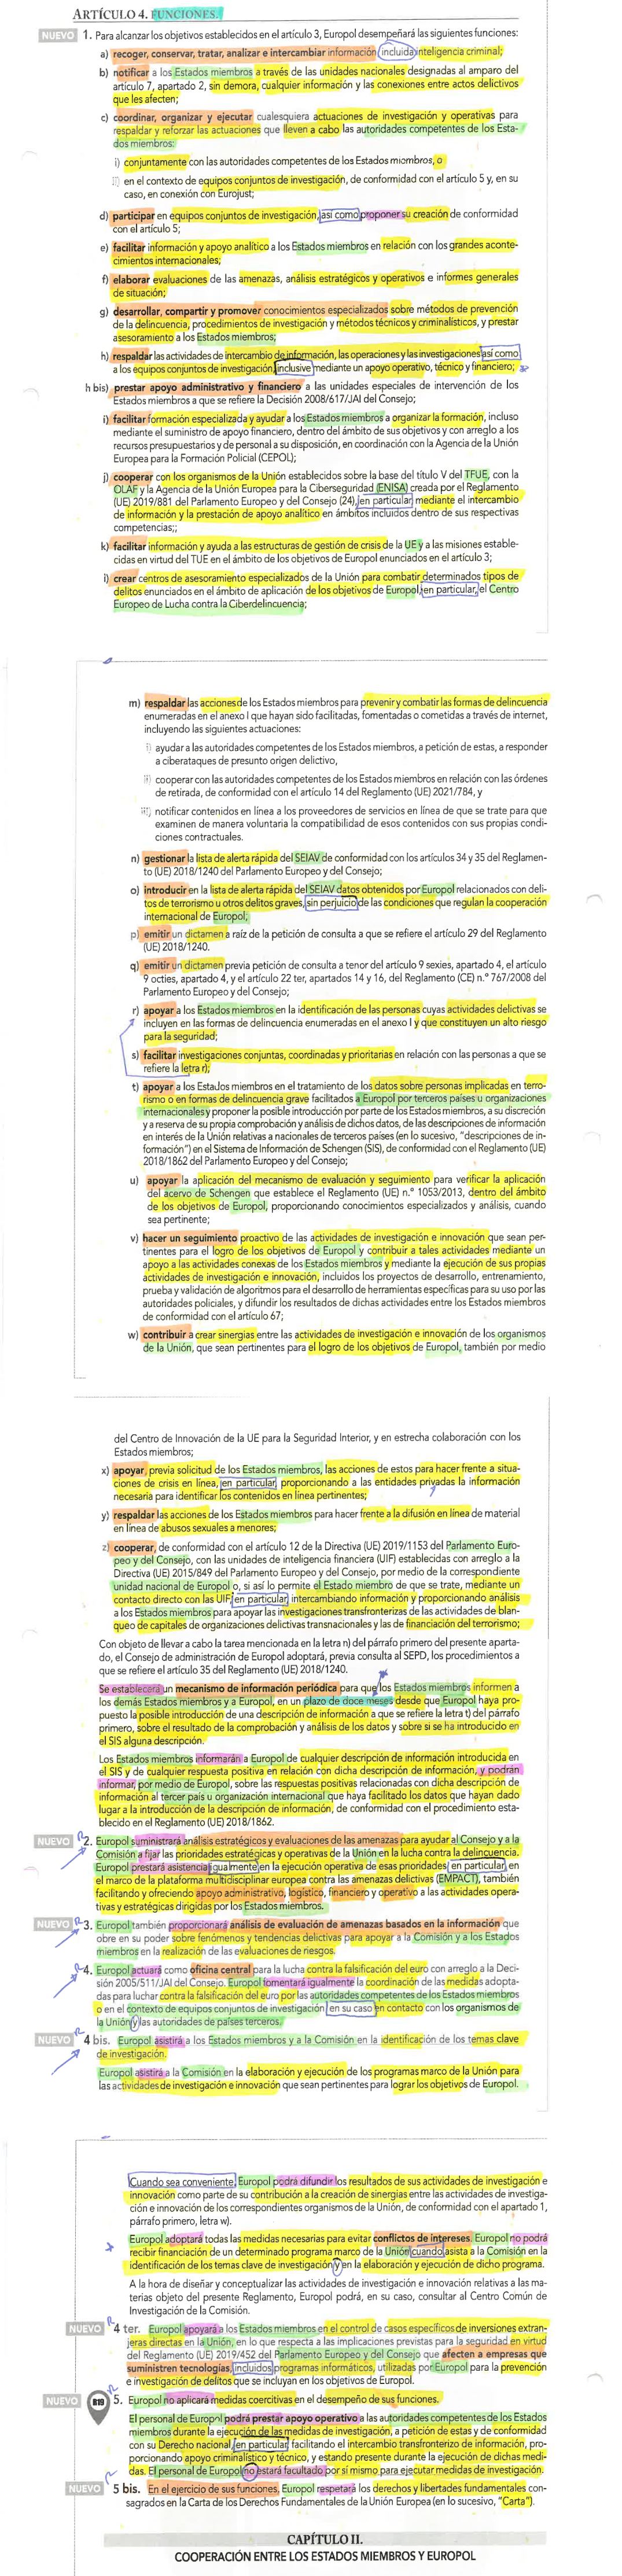 ARTÍCULO 4. FUNCIONES.
NUEVO 1. Para alcanzar los objetivos establecidos en el artículo 3, Europol desempeñará las siguientes funciones:
a) recoger, conservar, tratar, analizar e intercambiar información incluida inteligencia criminal;
b) notificar a los Estados miembros a través de las unidades nacionales designadas al amparo del
artículo 7, apartado 2, sin demora, cualquier información y las conexiones entre actos delictivos
que les afecten;
c) coordinar, organizar y ejecutar cualesquiera actuaciones de investigación y operativas para
respaldar y reforzar las actuaciones que lleven a cabo las autoridades competentes de los Esta-
dos miembros:
i) conjuntamente con las autoridades competentes de los Estados miembros, o
ii) en el contexto de equipos conjuntos de investigación, de conformidad con el artículo 5 y, en su
caso, en conexión con Eurojust;
d) participar en equipos conjuntos de investigación, así como proponer su creación de conformidad
con el artículo 5;
e) facilitar información y apoyo analítico a los Estados miembros en relación con los grandes aconte-
cimientos internacionales;
f) elaborar evaluaciones de las amenazas, análisis estratégicos y operativos e informes generales
de situación;
g) desarrollar, compartir y promover conocimientos especializados sobre métodos de prevención
de la delincuencia, procedimientos de investigación y métodos técnicos y criminalísticos, y prestar
asesoramiento a los Estados miembros;
h) respaldar las actividades de intercambio de información, las operaciones y las investigaciones así como
a los equipos conjuntos de investigación, inclusive mediante un apoyo operativo, técnico y financiero;
h bis) prestar apoyo administrativo y financiero a las unidades especiales de intervención de los
Estados miembros a que se refiere la Decisión 2008/617/JAI del Consejo;
i) facilitar formación especializada y ayudar a los Estados miembros a organizar la formación, incluso
mediante el suministro de apoyo financiero, dentro del ámbito de sus objetivos y con arreglo a los
recursos presupuestarios y de personal a su disposición, en coordinación con la Agencia de la Unión
Europea para la Formación Policial (CEPOL);
j) cooperar con los organismos de la Unión establecidos sobre la base del título V del TFUE, con la
OLAF y la Agencia de la Unión Europea para la Ciberseguridad (ENISA) creada por el Reglamento
(UE) 2019/881 del Parlamento Europeo y del Consejo (24), en particular, mediante el intercambio
de información y la prestación de apoyo analítico en ámbitos incluidos dentro de sus respectivas
competencias;;
k) facilitar información y ayuda a las estructuras de gestión de crisis de la UE y a las misiones estable-
cidas en virtud del TUE en el ámbito de los objetivos de Europol enunciados en el artículo 3;
l) crear centros de asesoramiento especializados de la Unión para combatir determinados tipos de
delitos enunciados en el ámbito de aplicación de los objetivos de Europol, en particular, el Centro
Europeo de Lucha contra la Ciberdelincuencia;
m) respaldar las acciones de los Estados miembros para prevenir y combatir las formas de delincuencia
enumeradas en el anexo I que hayan sido facilitadas, fomentadas o cometidas a través de internet,
incluyendo las siguientes actuaciones:
i) ayudar a las autoridades competentes de los Estados miembros, a petición de estas, a responder
a ciberataques de presunto origen delictivo,
ii) cooperar con las autoridades competentes de los Estados miembros en relación con las órdenes
de retirada, de conformidad con el artículo 14 del Reglamento (UE) 2021/784, y
iii) notificar contenidos en línea a los proveedores de servicios en línea de que se trate para que
examinen de manera voluntaria la compatibilidad de esos contenidos con sus propias condi-
ciones contractuales.
n) gestionar la lista de alerta rápida del SEIAV de conformidad con los artículos 34 y 35 del Reglamen-
to (UE) 2018/1240 del Parlamento Europeo y del Consejo;
o) introducir en la lista de alerta rápida del SEIAV datos obtenidos por Europol relacionados con deli-
tos de terrorismo u otros delitos graves, sin perjuicio de las condiciones que regulan la cooperación
internacional de Europol;
p) emitir un dictamen a raíz de la petición de consulta a que se refiere el artículo 29 del Reglamento
(UE) 2018/1240.
q) emitir un dictamen previa petición de consulta a tenor del artículo 9 sexies, apartado 4, el artículo
9 octies, apartado 4, y el artículo 22 ter, apartados 14 y 16, del Reglamento (CE) n.º 767/2008 del
Parlamento Europeo y del Consejo;
r) apoyar a los Estados miembros en la identificación de las personas cuyas actividades delictivas se
incluyen en las formas de delincuencia enumeradas en el anexo I y que constituyen un alto riesgo
para la seguridad;
s) facilitar investigaciones conjuntas, coordinadas y prioritarias en relación con las personas a que se
refiere la letra r);
t) apoyar a los Estados miembros en el tratamiento de los datos sobre personas implicadas en terro-
rismo o en formas de delincuencia grave facilitados a Europol por terceros países u organizaciones
internacionales y proponer la posible introducción por parte de los Estados miembros, a su discreción
y a reserva de su propia comprobación y análisis de dichos datos, de las descripciones de información
en interés de la Unión relativas a nacionales de terceros países (en lo sucesivo, "descripciones de in-
formación") en el Sistema de Información de Schengen (SIS), de conformidad con el Reglamento (UE)
2018/1862 del Parlamento Europeo y del Consejo;
u) apoyar la aplicación del mecanismo de evaluación y seguimiento para verificar la aplicación
del acervo de Schengen que establece el Reglamento (UE) n.º 1053/2013, dentro del ámbito
de los objetivos de Europol, proporcionando conocimientos especializados y análisis, cuando
sea pertinente;
v) hacer un seguimiento proactivo de las actividades de investigación e innovación que sean per-
tinentes para el logro de los objetivos de Europol y contribuir a tales actividades mediante un
apoyo a las actividades conexas de los Estados miembros y mediante la ejecución de sus propias
actividades de investigación e innovación, incluidos los proyectos de desarrollo, entrenamiento,
prueba y validación de algoritmos para el desarrollo de herramientas específicas para su uso por las
autoridades policiales, y difundir los resultados de dichas actividades entre los Estados miembros
de conformidad con el artículo 67;
w) contribuir a crear sinergias entre las actividades de investigación e innovación de los organismos
de la Unión, que sean pertinentes para el logro de los objetivos de Europol, también por medio
del Centro de Innovación de la UE para la Seguridad Interior, y en estrecha colaboración con los
Estados miembros;
x) apoyar, previa solicitud de los Estados miembros, las acciones de estos para hacer frente a situa-
ciones de crisis en línea, en particular proporcionando a las entidades privadas la información
necesaria para identificar los contenidos en línea pertinentes;
y) respaldar las acciones de los Estados miembros para hacer frente a la difusión en línea de material
en línea de abusos sexuales a menores;
z) cooperar, de conformidad con el artículo 12 de la Directiva (UE) 2019/1153 del Parlamento Euro-
peo y del Consejo, con las unidades de inteligencia financiera (UIF) establecidas con arreglo a la
Directiva (UE) 2015/849 del Parlamento Europeo y del Consejo, por medio de la correspondiente
unidad nacional de Europol o, si así lo permite el Estado miembro de que se trate, mediante un
contacto directo con las UIF, en particular, intercambiando información y proporcionando análisis
a los Estados miembros para apoyar las investigaciones transfronterizas de las actividades de blan-
queo de capitales de organizaciones delictivas transnacionales y las de financiación del terrorismo;
Con objeto de llevar a cabo la tarea mencionada en la letra n) del párrafo primero del presente aparta-
do, el Consejo de administración de Europol adoptará, previa consulta al SEPD, los procedimientos a
que se refiere el artículo 35 del Reglamento (UE) 2018/1240.
Se establecerá un mecanismo de información periódica para que los Estados miembros informen a
los demás Estados miembros y a Europol, en un plazo de doce meses desde que Europol haya pro-
puesto la posible introducción de una descripción de información a que se refiere la letra t) del párrafo
primero, sobre el resultado de la comprobación y análisis de los datos y sobre si se ha introducido en
el SIS alguna descripción.
Los Estados miembros informarán a Europol de cualquier descripción de información introducida en
el SIS y de cualquier respuesta positiva en relación con dicha descripción de información, y podrán
informar, por medio de Europol, sobre las respuestas positivas relacionadas con dicha descripción de
información al tercer país u organización internacional que haya facilitado los datos que hayan dado
lugar a la introducción de la descripción de información, de conformidad con el procedimiento esta-
blecido en el Reglamento (UE) 2018/1862.
NUEVO 2. Europol suministrará análisis estratégicos y evaluaciones de las amenazas para ayudar al Consejo y a la
Comisión a fijar las prioridades estratégicas y operativas de la Unión en la lucha contra la delincuencia.
Europol prestará asistencia igualmente en la ejecución operativa de esas prioridades, en particular, en
el marco de la plataforma multidisciplinar europea contra las amenazas delictivas (EMPACT), también
facilitando y ofreciendo apoyo administrativo, logístico, financiero y operativo a las actividades opera-
tivas y estratégicas dirigidas por los Estados miembros.
NUEVO 3. Europol también proporcionará análisis de evaluación de amenazas basados en la información que
obre en su poder sobre fenómenos y tendencias delictivas para apoyar a la Comisión y a los Estados
miembros en la realización de las evaluaciones de riesgos.
NUEVO 4. Europol actuará como oficina central para la lucha contra la falsificación del euro con arreglo a la Deci-
sión 2005/511/JAI del Consejo. Europol fomentará igualmente la coordinación de las medidas adopta-
das para luchar contra la falsificación del euro por las autoridades competentes de los Estados miembros
o en el contexto de equipos conjuntos de investigación, en su caso en contacto con los organismos de
la Unión y las autoridades de países terceros.
NUEVO 4 bis. Europol asistirá a los Estados miembros y a la Comisión en la identificación de los temas clave
de investigación.
Europol asistirá a la Comisión en la elaboración y ejecución de los programas marco de la Unión para
las actividades de investigación e innovación que sean pertinentes para lograr los objetivos de Europol.
Cuando sea conveniente, Europol podrá difundir los resultados de sus actividades de investigación e
innovación como parte de su contribución a la creación de sinergias entre las actividades de investiga-
ción e innovación de los correspondientes organismos de la Unión, de conformidad con el apartado 1,
párrafo primero, letra w).
Europol adoptará todas las medidas necesarias para evitar conflictos de intereses. Europol no podrá
recibir financiación de un determinado programa marco de la Unión cuando asista a la Comisión en la
identificación de los temas clave de investigación y en la elaboración y ejecución de dicho programa.
A la hora de diseñar y conceptualizar las actividades de investigación e innovación relativas a las ma-
terias objeto del presente Reglamento, Europol podrá, en su caso, consultar al Centro Común de
Investigación de la Comisión.
NUEVO 4 ter. Europol apoyará a los Estados miembros en el control de casos específicos de inversiones extran-
jeras directas en la Unión, en lo que respecta a las implicaciones previstas para la seguridad en virtud
del Reglamento (UE) 2019/452 del Parlamento Europeo y del Consejo que afecten a empresas que
suministren tecnologías, incluidos programas informáticos, utilizadas por Europol para la prevención
e investigación de delitos que se incluyan en los objetivos de Europol.
NUEVO B19 5. Europol no aplicará medidas coercitivas en el desempeño de sus funciones.
El personal de Europol podrá prestar apoyo operativo a las autoridades competentes de los Estados
miembros durante la ejecución de las medidas de investigación, a petición de estas y de conformidad
con su Derecho nacional, en particular facilitando el intercambio transfronterizo de información, pro-
porcionando apoyo criminalístico y técnico, y estando presente durante la ejecución de dichas medi-
das. El personal de Europol no estará facultado por sí mismo para ejecutar medidas de investigación.
NUEVO 5 bis. En el ejercicio de sus funciones, Europol respetará los derechos y libertades fundamentales con-
sagrados en la Carta de los Derechos Fundamentales de la Unión Europea (en lo sucesivo, "Carta").
CAPÍTULO II.
COOPERACIÓN ENTRE LOS ESTADOS MIEMBROS Y EUROPOL